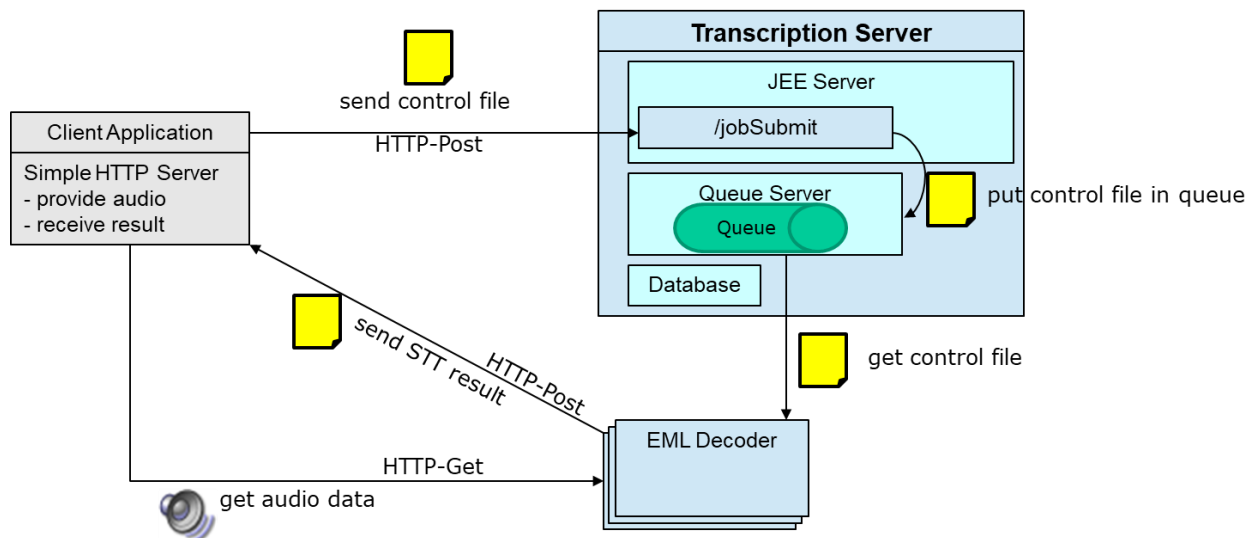 Transcription Server
JEE Server
send control file
/jobSubmit
Client Application
HTTP-Post
Simple HTTP Server
- provide audio
- receive result
Queue Server
put control file in queue
Queue
Database
send STT result
HTTP-Post
get control file
EML Decoder
HTTP-Get
get audio data